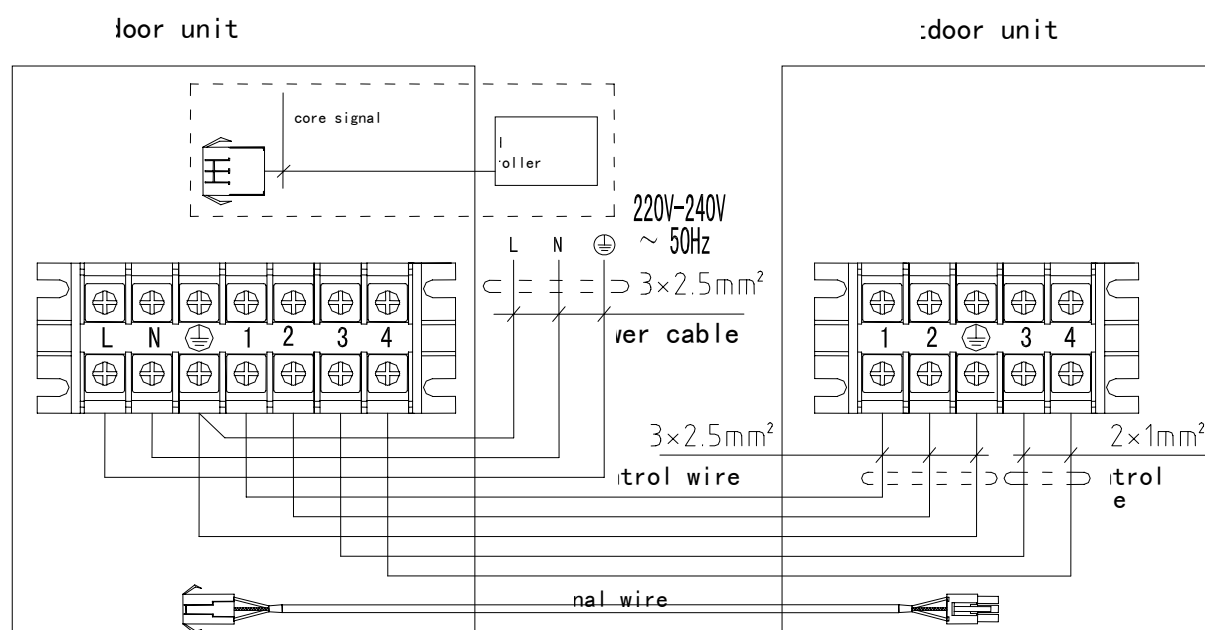 door unit
door unit
core signal
oller
220V-240V
~ 50Hz
L N
3×2.5mm²
er cable
L N 1 2 3 4
1 2 3 4
3×2.5mm²
2×1mm²
trol wire
trol
e
nal wire